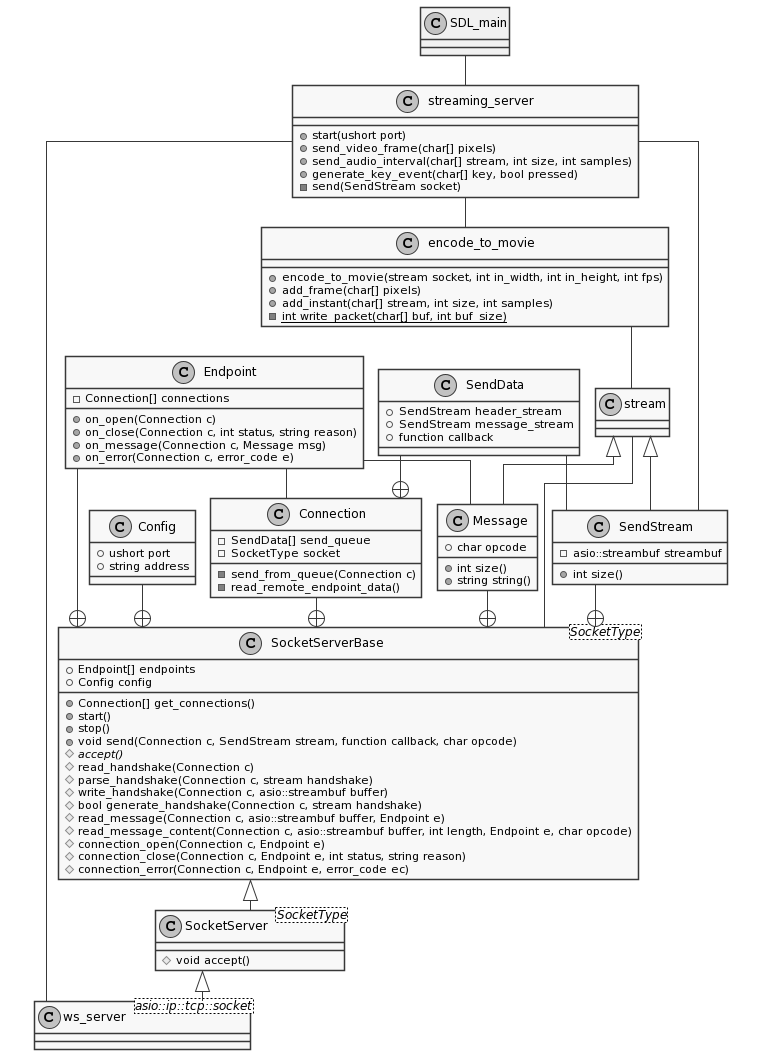 C SDL_main
C streaming_server
start(ushort port)
send_video_frame(char[] pixels)
send_audio_interval(char[] stream, int size, int samples)
generate_key_event(char[] key, bool pressed)
send(SendStream socket)
C encode_to_movie
encode_to_movie(stream socket, int in_width, int in_height, int fps)
add_frame(char[] pixels)
add_instant(char[] stream, int size, int samples)
int write_packet(char[] buf, int buf_size)
C Endpoint
Connection[] connections
on_open(Connection c)
on_close(Connection c, int status, string reason)
on_message(Connection c, Message msg)
on_error(Connection c, error_code e)
C SendData
SendStream header_stream
SendStream message_stream
function callback
C stream
C Config
ushort port
string address
C Connection
SendData[] send_queue
SocketType socket
send_from_queue(Connection c)
read_remote_endpoint_data()
C Message
char opcode
int size()
string string()
C SendStream
asio::streambuf streambuf
int size()
C SocketServerBase
SocketType
Endpoint[] endpoints
Config config
Connection[] get_connections()
start()
stop()
void send(Connection c, SendStream stream, function callback, char opcode)
accept()
read_handshake(Connection c)
parse_handshake(Connection c, stream handshake)
write_handshake(Connection c, asio::streambuf buffer)
bool generate_handshake(Connection c, stream handshake)
read_message(Connection c, asio::streambuf buffer, Endpoint e)
read_message_content(Connection c, asio::streambuf buffer, int length, Endpoint e, char opcode)
connection_open(Connection c, Endpoint e)
connection_close(Connection c, Endpoint e, int status, string reason)
connection_error(Connection c, Endpoint e, error_code ec)
C SocketServer
SocketType
void accept()
C ws_server
asio::ip::tcp::socket